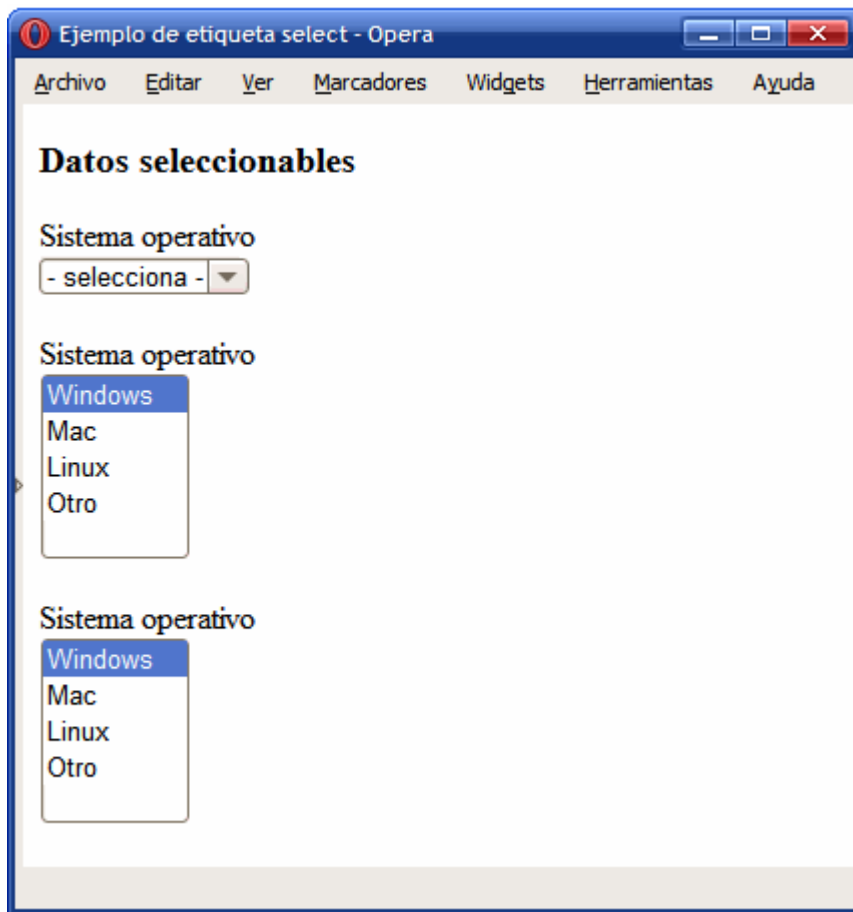 Ejemplo de etiqueta select - Opera
Archivo Editar Ver Marcadores Widgets Herramientas Ayuda
Datos seleccionables
Sistema operativo
- selecciona -
Sistema operativo
Windows
Mac
Linux
Otro
Sistema operativo
Windows
Mac
Linux
Otro